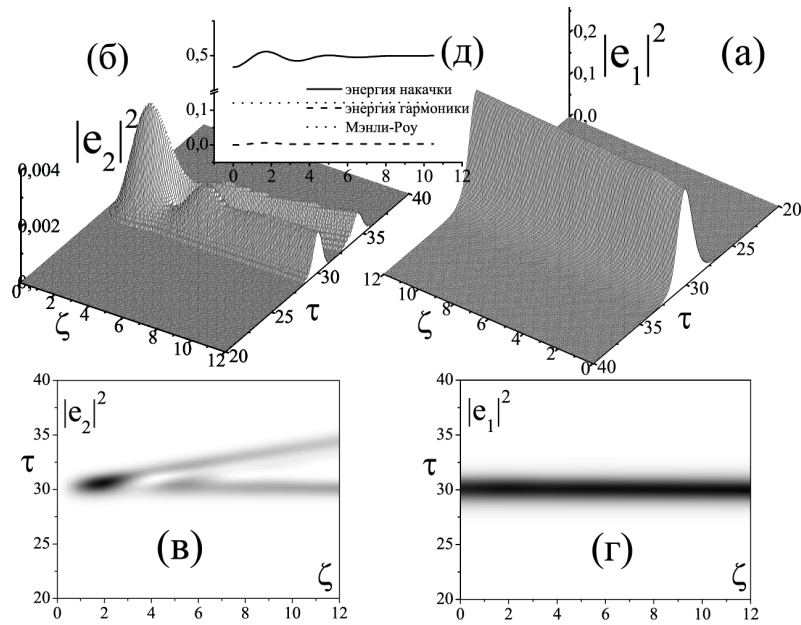 (б)
|e₂|²
0,004
0,002
0,
0
2
4
6
8
10
12
ζ
20
25
30
35
40
τ
(д)
0,5
0,1
0,0
энергия накачки
энергия гармоники
Мэнли-Роу
0 2 4 6 8 10 12
(а)
|e₁|²
0,2
0,1
0,0
12
10
8
6
4
2
0
ζ
20
25
30
35
40
τ
|e₂|²
40
35
τ
30
25
20
(в)
ζ
0 2 4 6 8 10 12
|e₁|²
40
35
τ
30
25
20
(г)
ζ
0 2 4 6 8 10 12